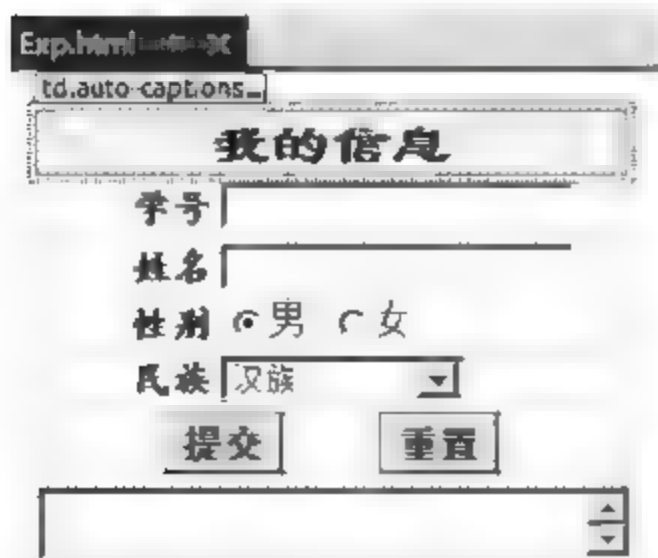 Exp.html
td.auto-captions
我的信息
学号
姓名
性别 男 女
民族 汉族
提交 重置